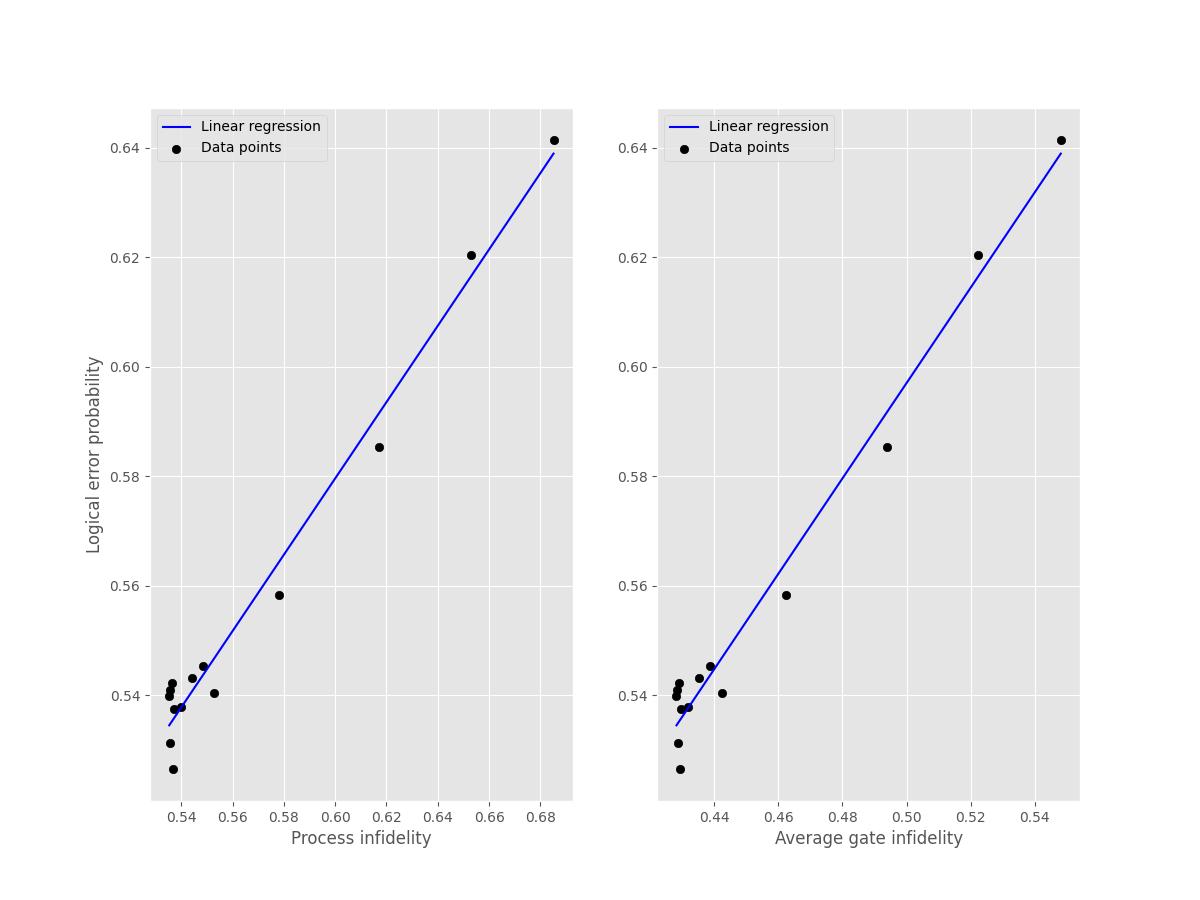 Linear regression
Data points
0.64
0.62
0.60
0.58
0.56
0.54
Logical error probability
0.54 0.56 0.58 0.60 0.62 0.64 0.66 0.68
Process infidelity
Linear regression
Data points
0.64
0.62
0.60
0.58
0.56
0.54
0.44 0.46 0.48 0.50 0.52 0.54
Average gate infidelity